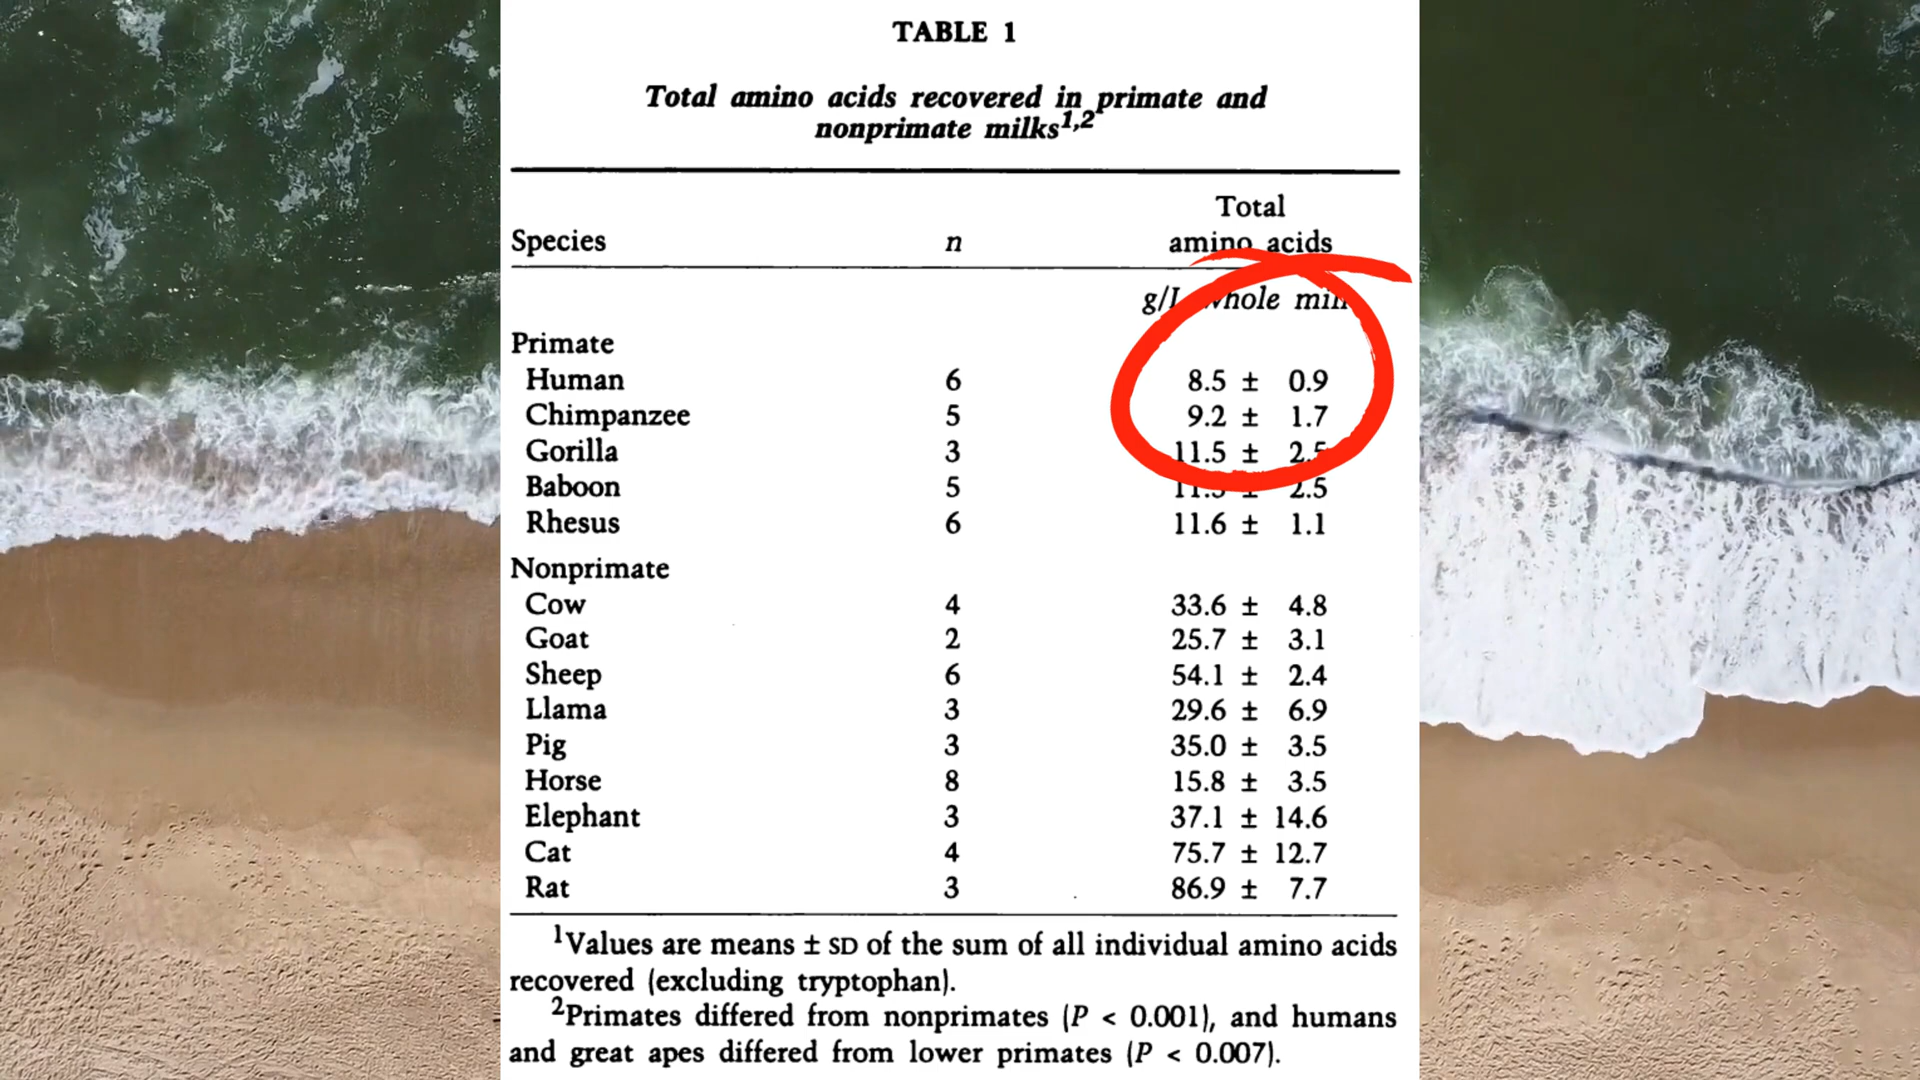 TABLE 1
Total amino acids recovered in primate and
nonprimate milks1,2
Total
Species n amino acids
g/L whole milk
Primate
Human 6 8.5 ± 0.9
Chimpanzee 5 9.2 ± 1.7
Gorilla 3 11.5 ± 2.5
Baboon 5 11.5 ± 2.5
Rhesus 6 11.6 ± 1.1
Nonprimate
Cow 4 33.6 ± 4.8
Goat 2 25.7 ± 3.1
Sheep 6 54.1 ± 2.4
Llama 3 29.6 ± 6.9
Pig 3 35.0 ± 3.5
Horse 8 15.8 ± 3.5
Elephant 3 37.1 ± 14.6
Cat 4 75.7 ± 12.7
Rat 3 86.9 ± 7.7
1Values are means ± SD of the sum of all individual amino acids
recovered (excluding tryptophan).
2Primates differed from nonprimates (P < 0.001), and humans
and great apes differed from lower primates (P < 0.007).